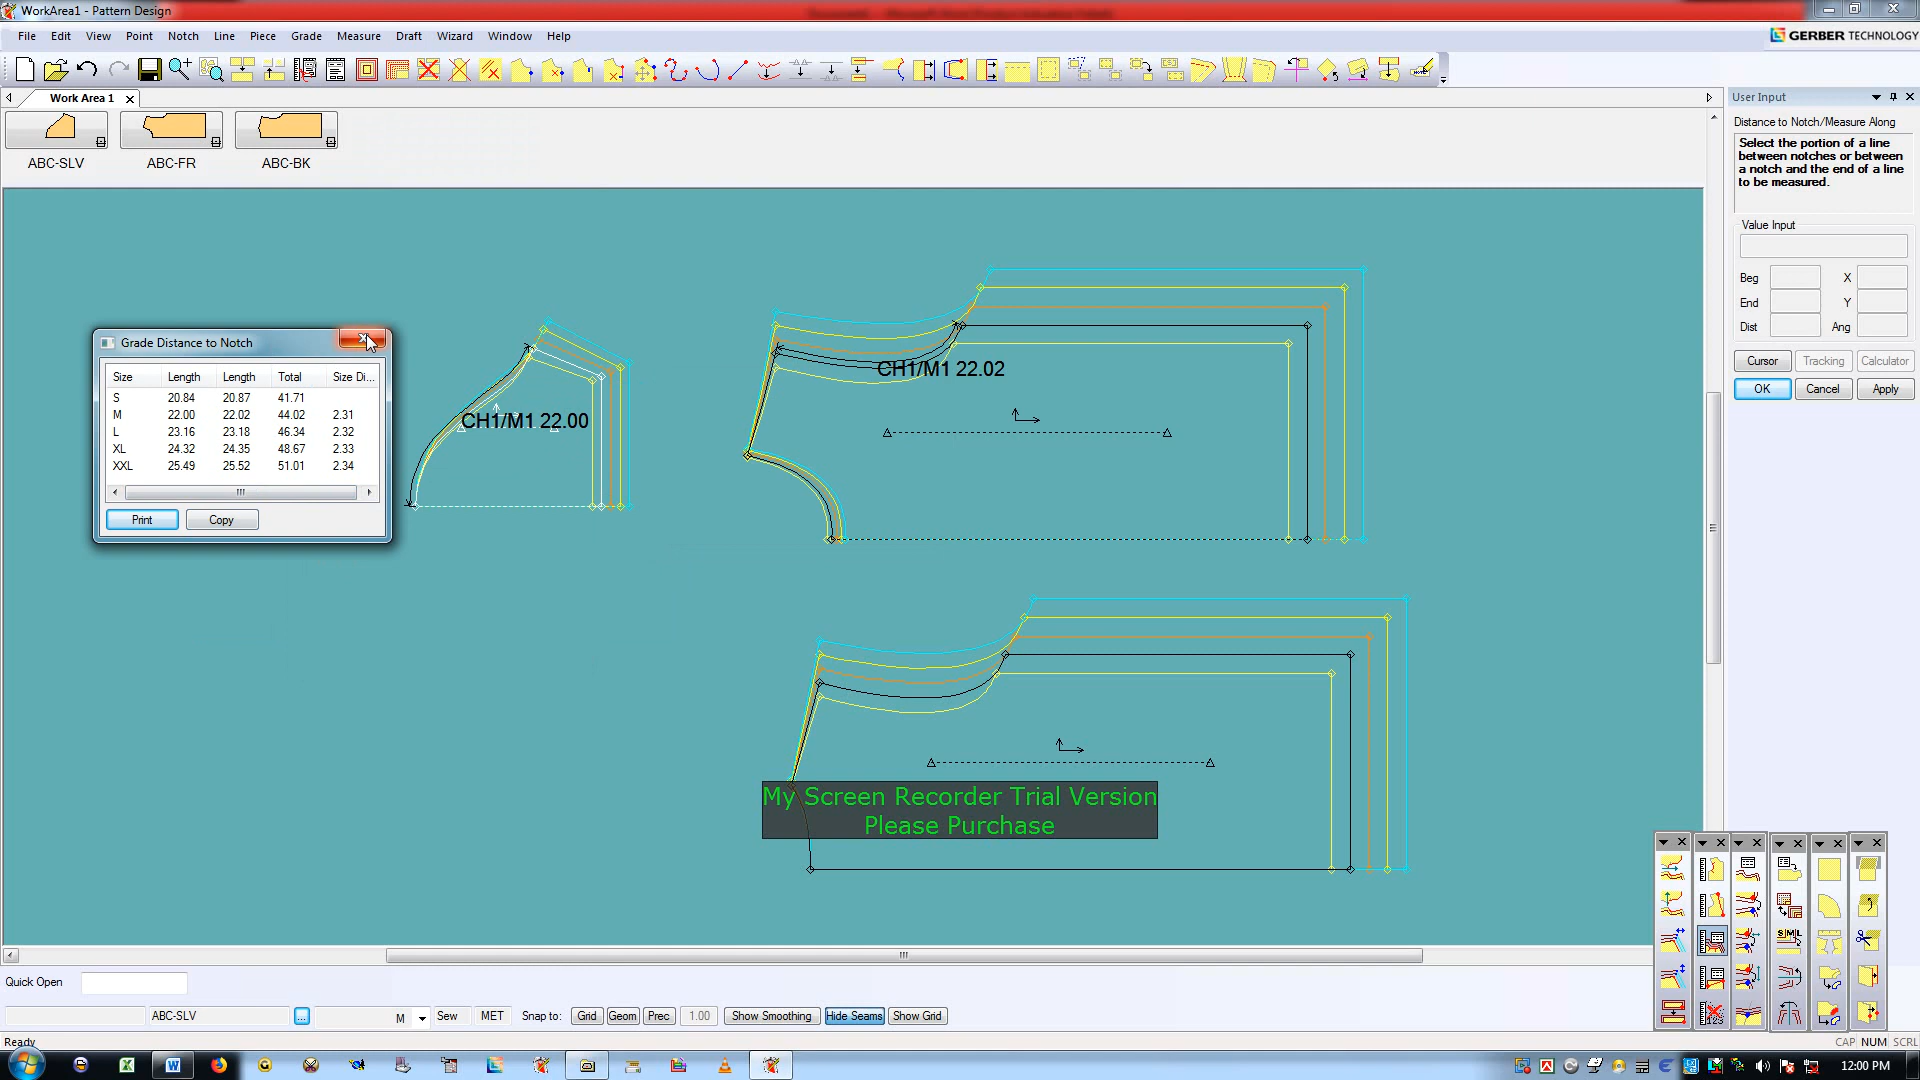 WorkArea1 - Pattern Design
File Edit View Point Notch Line Piece Grade Measure Draft Wizard Window Help
GERBER TECHNOLOGY
Work Area 1
User Input
ABC-SLV ABC-FR ABC-BK
Distance to Notch/Measure Along
Select the portion of a line
between notches or between
a notch and the end of a line
to be measured.
Value Input
Beg X
End Y
Dist Ang
Cursor Tracking Calculator
OK Cancel Apply
Grade Distance to Notch
Size Length Length Total Size Di...
S 20.84 20.87 41.71
M 22.00 22.02 44.02 2.31
L 23.16 23.18 46.34 2.32
XL 24.32 24.35 48.67 2.33
XXL 25.49 25.52 51.01 2.34
Print Copy
CH1/M1 22.00
CH1/M1 22.02
My Screen Recorder Trial Version
Please Purchase
Quick Open
ABC-SLV ... M Sew MET Snap to: Grid Geom Prec 1.00 Show Smoothing Hide Seams Show Grid
Ready
CAP NUM SCRL
12:00 PM